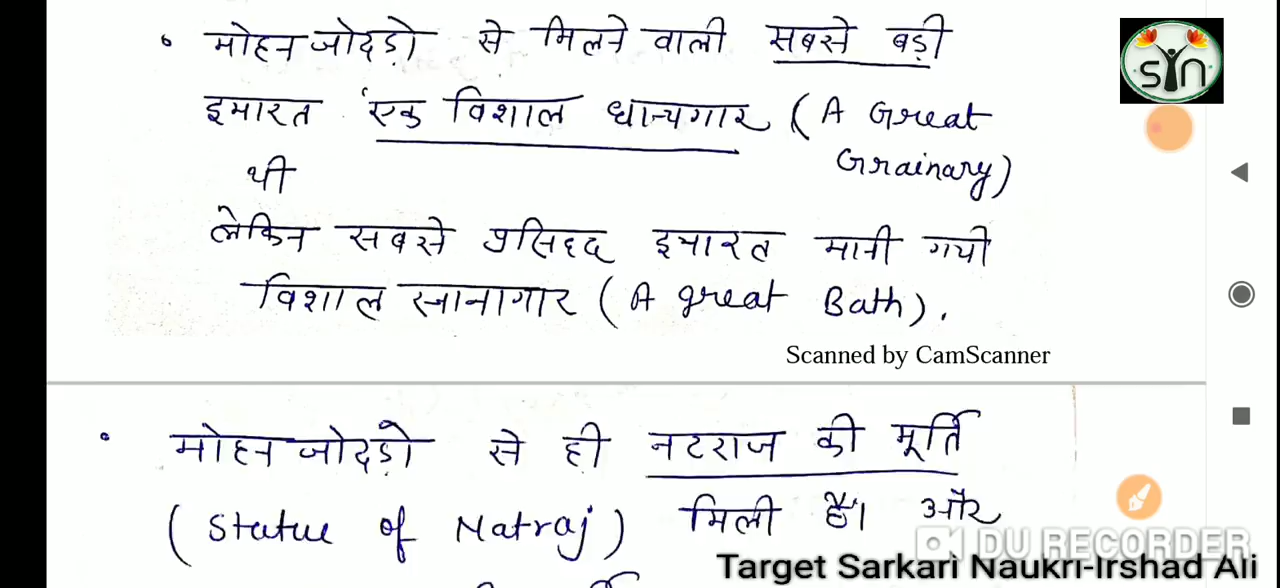 • मोहनजोदड़ो से मिलने वाली सबसे बड़ी
इमारत एक विशाल धान्यगार (A Great
Grainary)
थी
लेकिन सबसे प्रसिध्द इमारत मानी गयी
विशाल स्नानागार (A great Bath).
Scanned by CamScanner
• मोहनजोदड़ो से ही नटराज की मूर्ति
(Statue of Natraj) मिली है। और
SYN
DU RECORDER
Target Sarkari Naukri-Irshad Ali